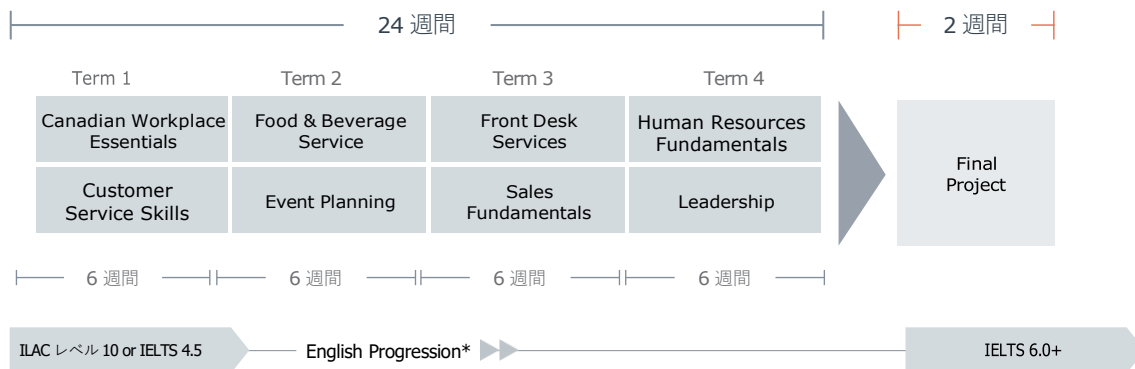 24 週間
2 週間
Term 1
Term 2
Term 3
Term 4
Canadian Workplace
Essentials
Food & Beverage
Service
Front Desk
Services
Human Resources
Fundamentals
Customer
Service Skills
Event Planning
Sales
Fundamentals
Leadership
Final
Project
6 週間
6 週間
6 週間
6 週間
ILAC レベル 10 or IELTS 4.5
English Progression*
IELTS 6.0+